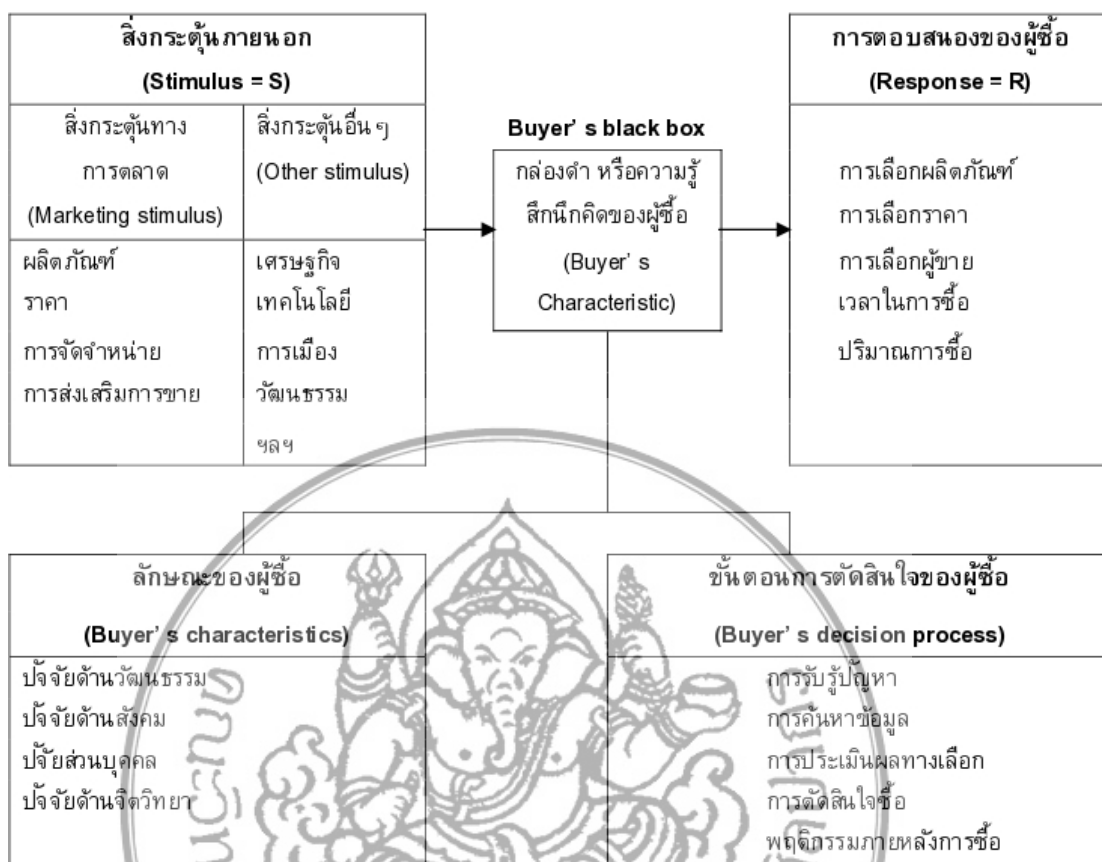 สิ่งกระตุ้นภายนอก
(Stimulus = S)
สิ่งกระตุ้นทาง
การตลาด
(Marketing stimulus)
สิ่งกระตุ้นอื่น ๆ
(Other stimulus)
ผลิตภัณฑ์
ราคา
การจัดจำหน่าย
การส่งเสริมการขาย
เศรษฐกิจ
เทคโนโลยี
การเมือง
วัฒนธรรม
ฯลฯ
Buyer' s black box
กล่องดำ หรือความรู้
สึกนึกคิดของผู้ซื้อ
(Buyer' s
Characteristic)
การตอบสนองของผู้ซื้อ
(Response = R)
การเลือกผลิตภัณฑ์
การเลือกราคา
การเลือกผู้ขาย
เวลาในการซื้อ
ปริมาณการซื้อ
ลักษณะของผู้ซื้อ
(Buyer' s characteristics)
ปัจจัยด้านวัฒนธรรม
ปัจจัยด้านสังคม
ปัจัยส่วนบุคคล
ปัจจัยด้านจิตวิทยา
ขั้นตอนการตัดสินใจของผู้ซื้อ
(Buyer' s decision process)
การรับรู้ปัญหา
การค้นหาข้อมูล
การประเมินผลทางเลือก
การตัดสินใจซื้อ
พฤติกรรมภายหลังการซื้อ